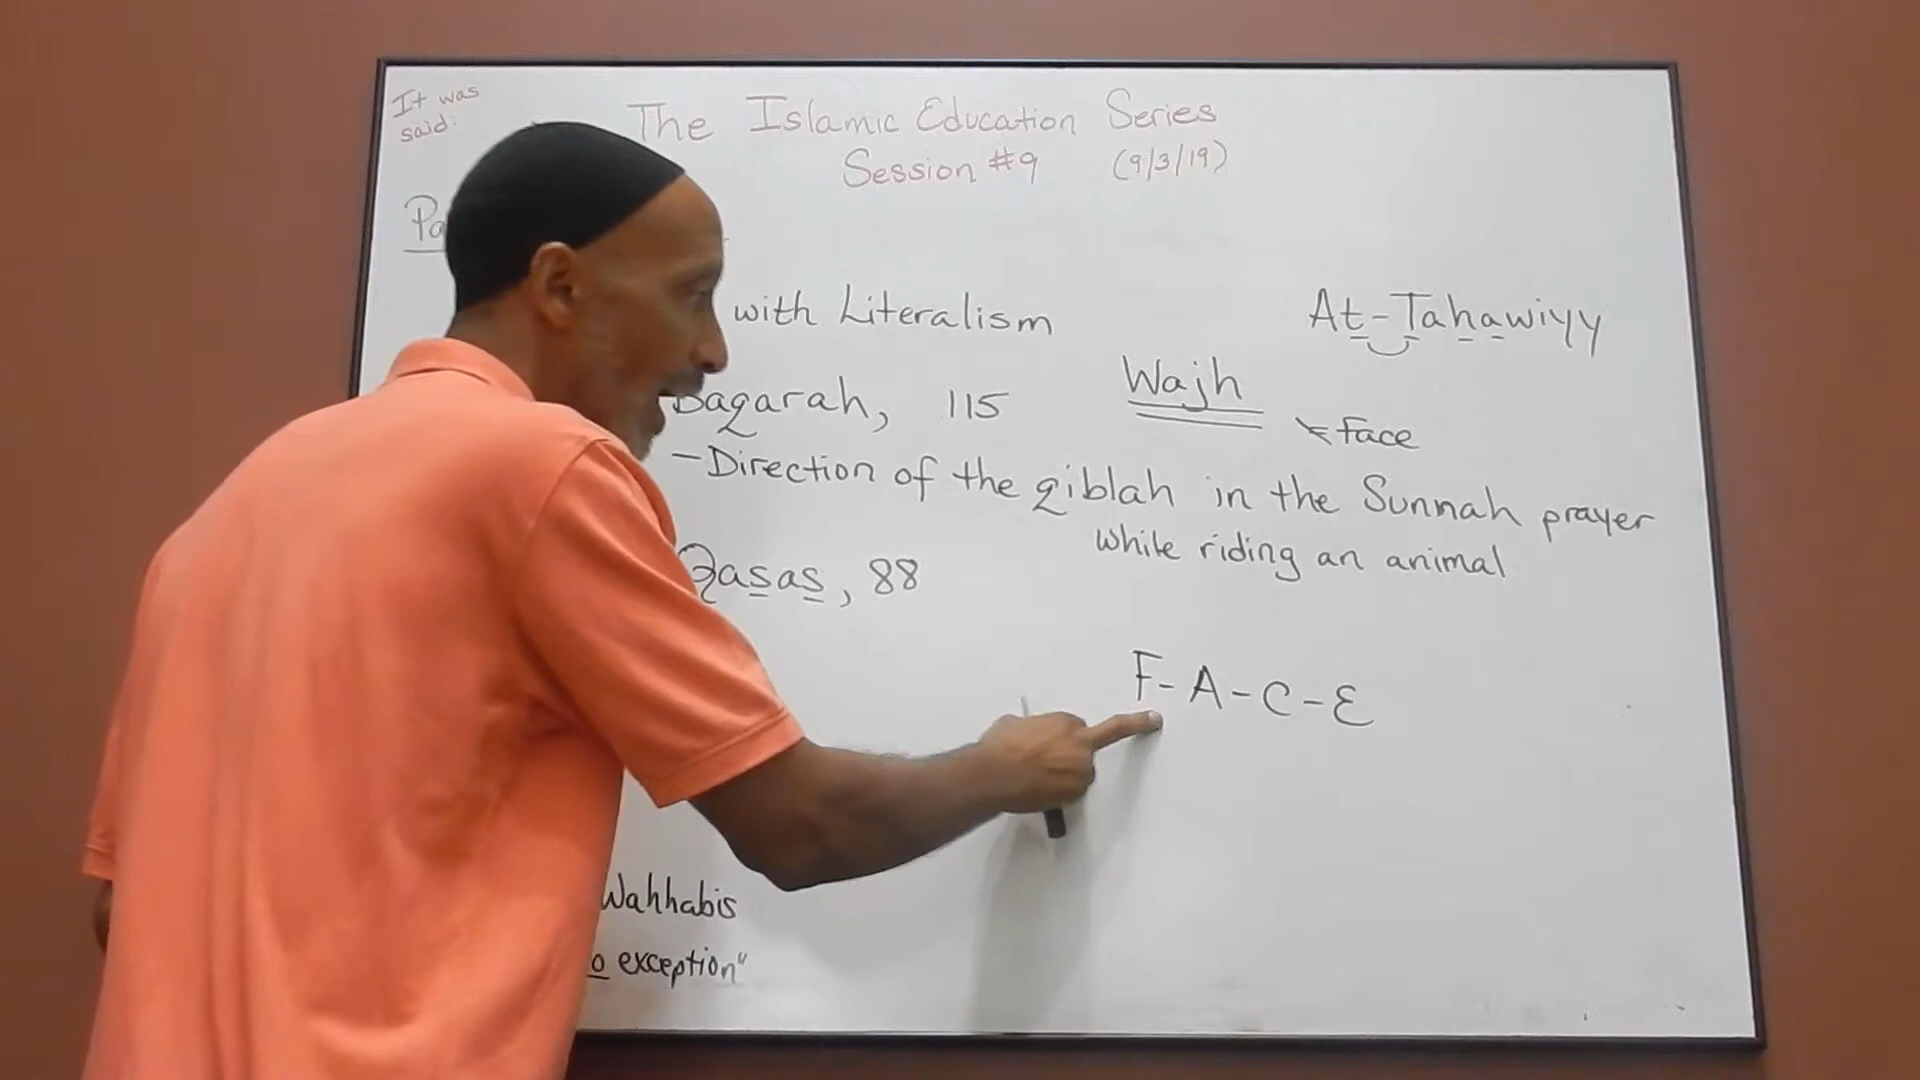 It was
said:
The Islamic Education Series
Session #9 (9/3/19)
with Literalism
At-Tahawiyy
Baqarah, 115
Wajh
Face
-Direction of the qiblah in the Sunnah prayer
while riding an animal
Qasas, 88
F-A-C-E
Wahhabis
exception"